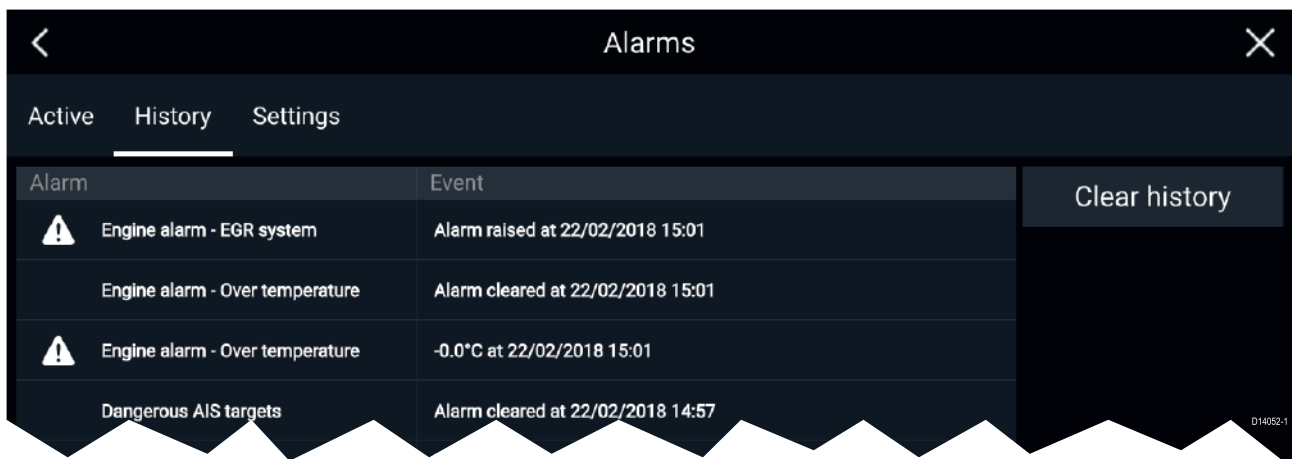 Alarms
Active History Settings
Alarm Event
Clear history
Engine alarm - EGR system Alarm raised at 22/02/2018 15:01
Engine alarm - Over temperature Alarm cleared at 22/02/2018 15:01
Engine alarm - Over temperature -0.0°C at 22/02/2018 15:01
Dangerous AIS targets Alarm cleared at 22/02/2018 14:57
D14052-1